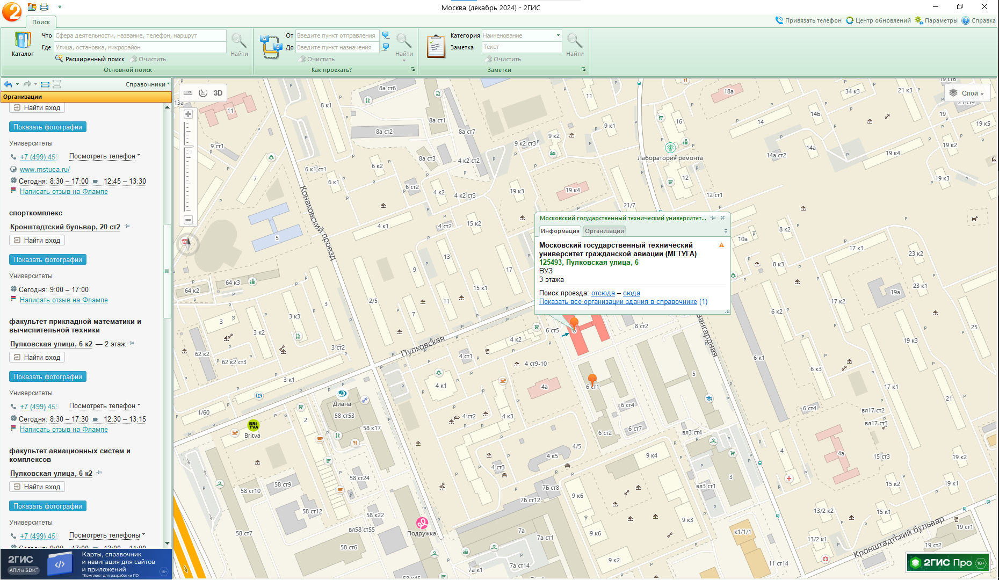 Москва (декабрь 2024) - 2ГИС
Поиск
Привязать телефон
Центр обновлений
Параметры
Справка
Каталог
Что
Сфера деятельности, название, телефон, маршрут
Где
Улица, остановка, микрорайон
Расширенный поиск
Очистить
Найти
Основной поиск
От
Введите пункт отправления
До
Введите пункт назначения
Очистить
Найти
Как проехать?
Категория
Наименование
Заметка
Текст
Очистить
Найти
Заметки
Справочники
Организации
Найти вход
Показать фотографии
Университеты
+7 (499) 459
Посмотреть телефон
www.mstuca.ru/
Сегодня: 8:30 – 17:00 12:45 – 13:30
Написать отзыв на Флампе
спорткомплекс
Кронштадтский бульвар, 20 ст2
Найти вход
Показать фотографии
Университеты
Сегодня: 9:00 – 17:00
Написать отзыв на Флампе
факультет прикладной математики и
вычислительной техники
Пулковская улица, 6 к2 — 2 этаж
Найти вход
Показать фотографии
Университеты
+7 (499) 459
Посмотреть телефон
Сегодня: 8:30 – 17:30 12:30 – 13:15
Написать отзыв на Флампе
факультет авиационных систем и
комплексов
Пулковская улица, 6 к2
Найти вход
Показать фотографии
Университеты
+7 (499) 459
Посмотреть телефоны
2ГИС
АПИ и SDK*
Карты, справочник
и навигация для сайтов
и приложений
*Комплект для разработки ПО
18+
3D
Слои
Московский государственный технический университет...
Информация
Организации
Московский государственный технический
университет гражданской авиации (МГТУГА)
125493, Пулковская улица, 6
ВУЗ
3 этажа
Поиск проезда: отсюда – сюда
Показать все организации здания в справочнике (1)
13а
11
8 к1
8а ст6
8а ст1
8а ст2
8а ст7
11
18а
34 к3
21 к3
19 ст6
14Б
19
21 ст4
16
14
19 к5
9 к1
9 к2
9 к2 ст3
9 ст1
8а ст3
4 к2 ст2
Лаборатория ремонта
14а
14а ст2
19 к2
19 к4
19 к3
6 к1 ст1
6 к2
7
6 к1
6 ст2
4 к2
4 к2 ст3
19 к3
19 к4
12
12 ст1
21/7
Конаковский проезд
5
4 к1
4 ст2
15 к2
8 к2
10а
17 к3
23 к2
13
9
17
8 к3
64 к3
64 к2
15 к1
23 к1
19а
25
17 к2
3
2/5
11
7
3 к3
3
3 к2
6 к2
8 ст2
6 ст5
6
4 к2
Пулковская
Авангардная
19 к3
62 к2
62 к2 ст3
3 ст2
3 к1
4 ст1
4 ст9-10
6 к1
6 к3
4 к1
4а
6 ст1
5
17 к1
21
Диана
58 ст53
6 ст4
6 ст4
1/60
2
4 ст2
4 к3
58 к17
BRI
TVA
Britva
6 ст2
6 ст7
вл17 ст2
вл17 ст3
вл3 ст4
4/5
4 к5
9 к4
4
4а
15 ст3
19 к2
4 ст3
3
58 ст24
58 ст9
58 ст10
7Б ст8
7Б ст12
9 к6
вл3 ст1
15 к2
19 к1
58 ст12
58 к22
вл58 ст55
58 ст7
13/2 к2
15 к1
Подружка
7а
7а ст1
9 к6
9 к3
к1/1/1
19 ст1
13/2 к1
Кронштадтский бульвар
58 ст6
7а к1
7а ст14
9 к2
11 ст14
19 ст2
58 к45
7а ст4
2ГИС Про
18+